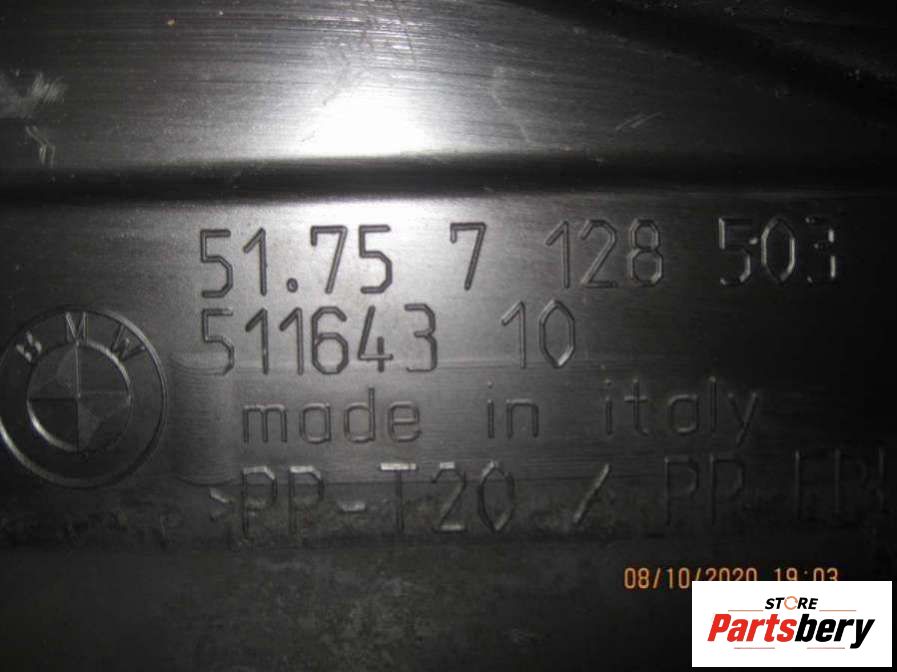 51.75 7 128 503
511643 10
BMW
made in italy
>PP-T20 / PP
08/10/2020 19:03
STORE
Partsbery